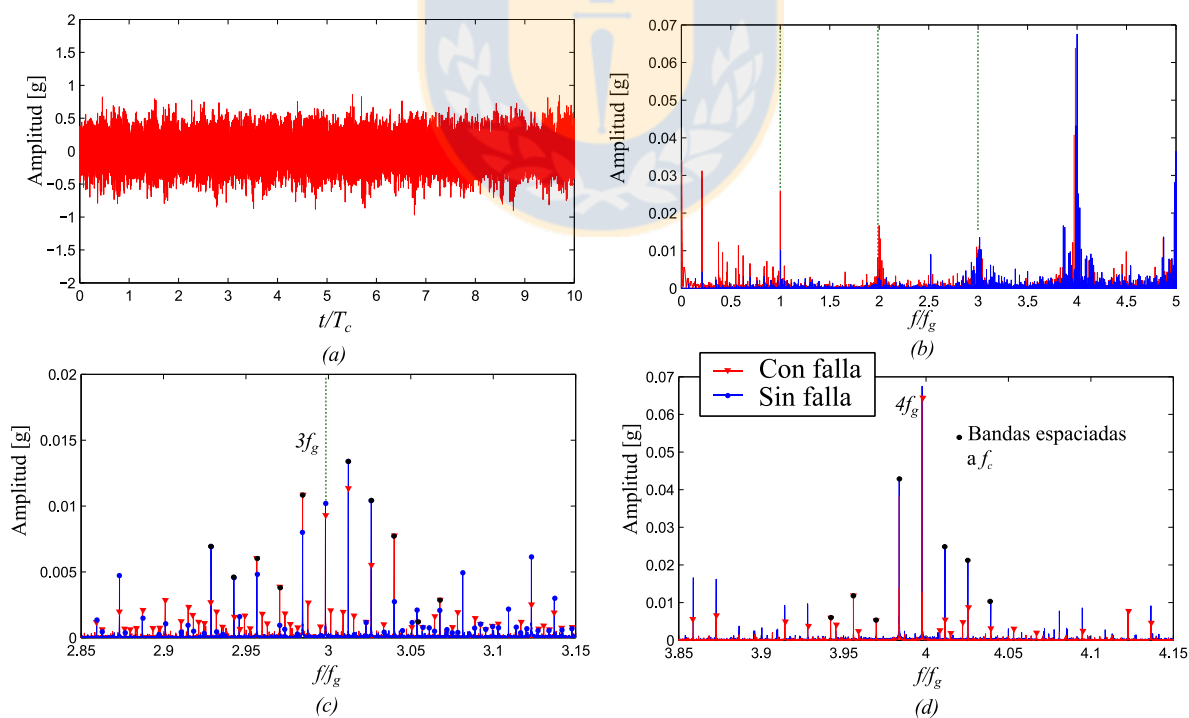 Amplitud [g]
2
1.5
1
0.5
0
−0.5
−1
−1.5
−2
0 1 2 3 4 5 6 7 8 9 10
t/Tc
(a)
Amplitud [g]
0.07
0.06
0.05
0.04
0.03
0.02
0.01
0
0 0.5 1 1.5 2 2.5 3 3.5 4 4.5 5
f/fg
(b)
Amplitud [g]
0.02
0.015
0.01
0.005
0
3fg
2.85 2.9 2.95 3 3.05 3.1 3.15
f/fg
(c)
Con falla
Sin falla
Amplitud [g]
0.07
0.06
0.05
0.04
0.03
0.02
0.01
0
4fg
Bandas espaciadas
a fc
3.85 3.9 3.95 4 4.05 4.1 4.15
f/fg
(d)